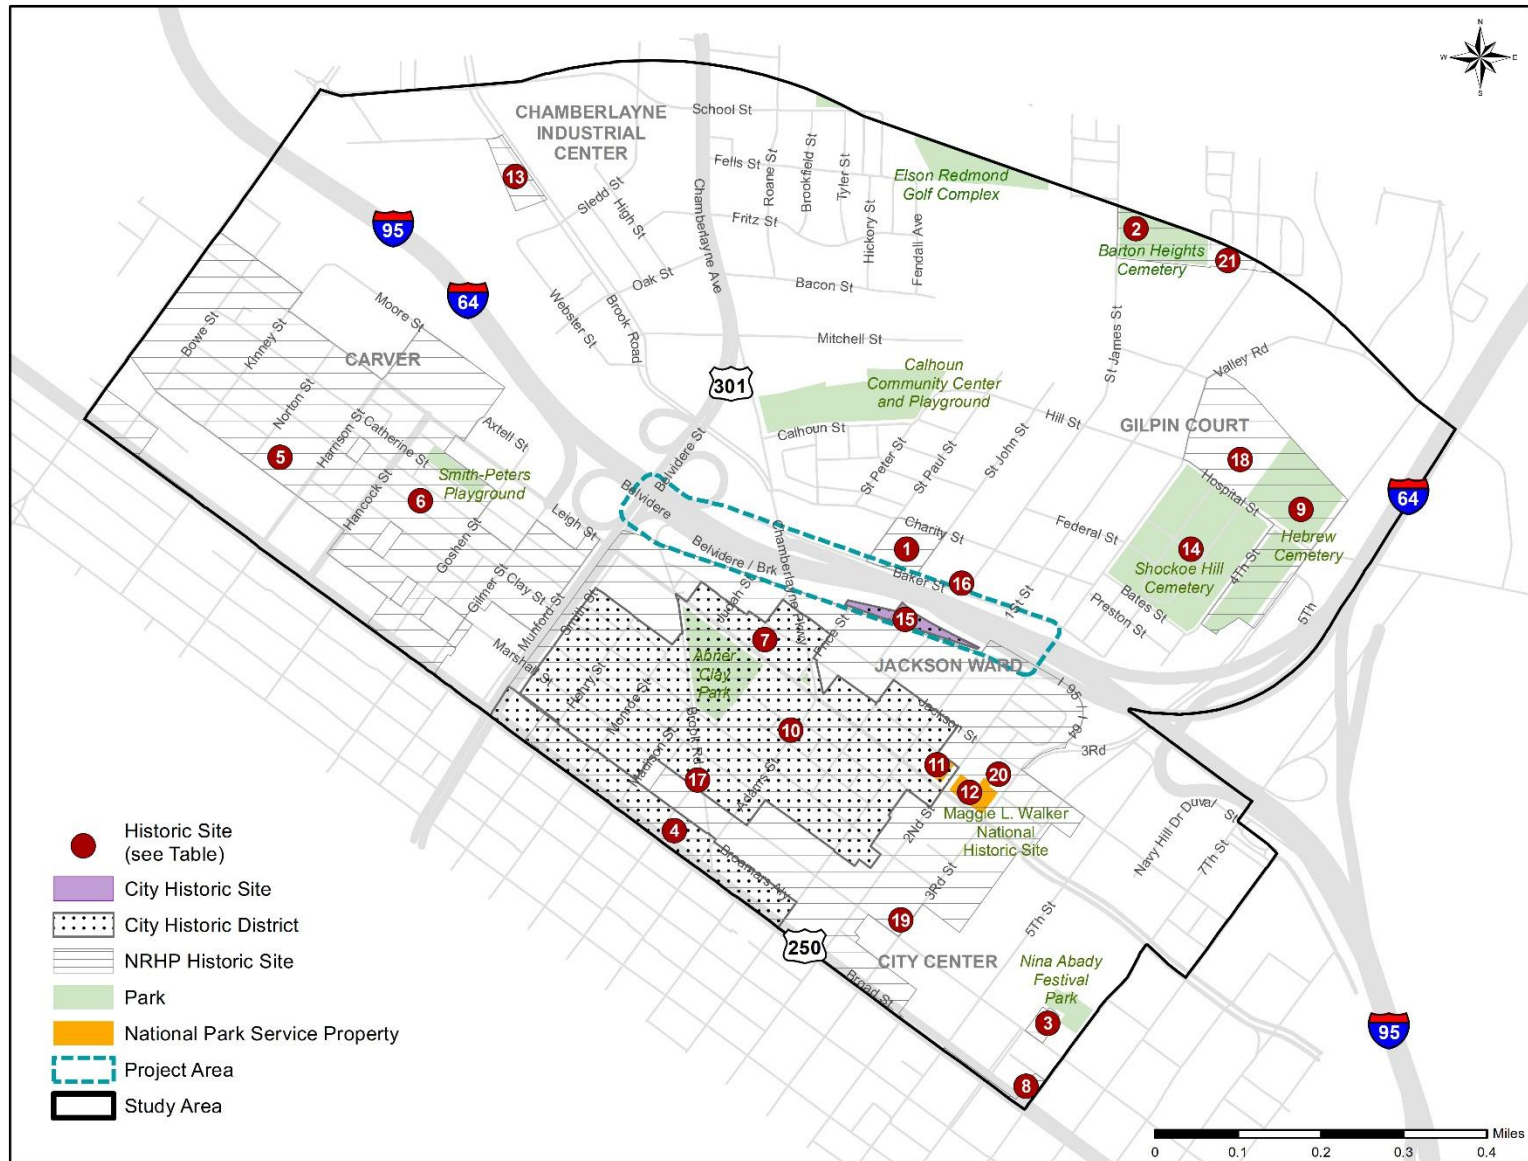 N
W E
S
CHAMBERLAYNE
INDUSTRIAL
CENTER
School St
Fells St
Roane St
Brookfield St
Tyler St
Elson Redmond
Golf Complex
13
Sledd St
High St
Chamberlayne Ave
Fritz St
Hickory St
Fendall Ave
2
Barton Heights
Cemetery
21
95
64
Oak St
Webster St
Brook Road
Bacon St
Mitchell St
St James St
Valley Rd
Moore St
Bowe St
Kinney St
CARVER
301
Calhoun
Community Center
and Playground
Calhoun St
Hill St
GILPIN COURT
Norton St
Harrison St
Catherine St
Axtell St
Belvidere St
St Peter St
St Paul St
St John St
5
18
Smith-Peters
Playground
Hancock St
6
Belvidere
Hospital St
9
64
Leigh St
Goshen St
Charity St
Federal St
Hebrew
Cemetery
1
14
Shockoe Hill
Cemetery
4Th St
Belvidere / Brk
Chamberlayne Pkwy
Baker St
16
Gilmer St
Clay St
Munford St
Smith St
Judah St
1St St
Bates St
Preston St
5Th
15
Price St
7
Marshall St
Abner
Clay
Park
JACKSON WARD
Henry St
Monroe St
I- 95
I- 64
Jackson St
10
3Rd
Madison St
Brook Rd
Adams St
11
20
17
12
Maggie L. Walker
National
Historic Site
2Nd St
Navy Hill Dr
Duval St
7Th St
4
Broamars Aly
3Rd St
5Th St
19
250
CITY CENTER
Broad St
Nina Abady
Festival
Park
3
95
8
Historic Site
(see Table)
City Historic Site
City Historic District
NRHP Historic Site
Park
National Park Service Property
Project Area
Study Area
Miles
0 0.1 0.2 0.3 0.4